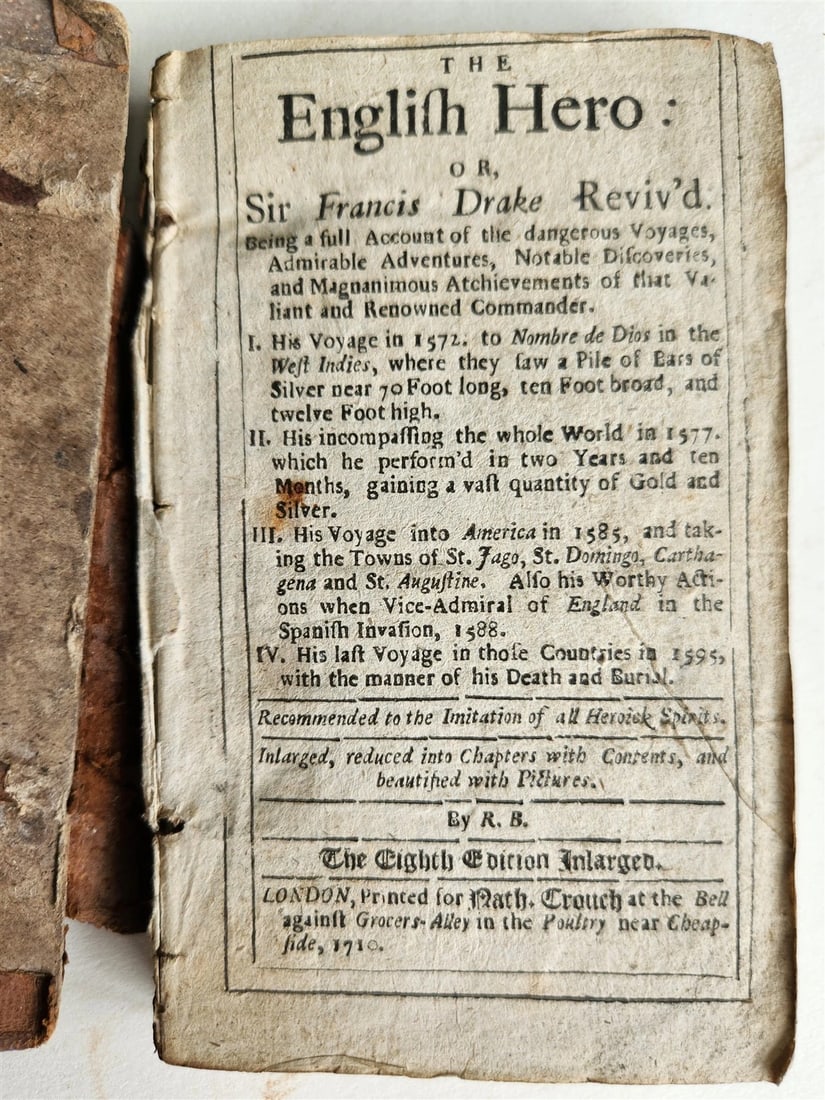 THE
Engliſh Hero:
OR,
Sir Francis Drake Reviv'd.
Being a full Account of the dangerous Voyages,
Admirable Adventures, Notable Diſcoveries,
and Magnanimous Atchievements of that Va-
liant and Renowned Commander.
I. His Voyage in 1572. to Nombre de Dios in the
Weſt Indies, where they ſaw a Pile of Bars of
Silver near 70 Foot long, ten Foot broad, and
twelve Foot high.
II. His incompaſſing the whole World in 1577.
which he perform'd in two Years and ten
Months, gaining a vaſt quantity of Gold and
Silver.
III. His Voyage into America in 1585, and tak-
ing the Towns of St. Jago, St. Domingo, Cartha-
gena and St. Auguſtine. Alſo his Worthy Acti-
ons when Vice-Admiral of England in the
Spaniſh Invaſion, 1588.
IV. His laſt Voyage in thoſe Countries in 1595,
with the manner of his Death and Burial.
Recommended to the Imitation of all Heroick Spirits.
Inlarged, reduced into Chapters with Contents, and
beautified with Pictures.
By R. B.
The Eighth Edition Inlarged.
LONDON, Printed for Nath. Crouch at the Bell
againſt Grocers-Alley in the Poultry near Cheap-
ſide, 1710.